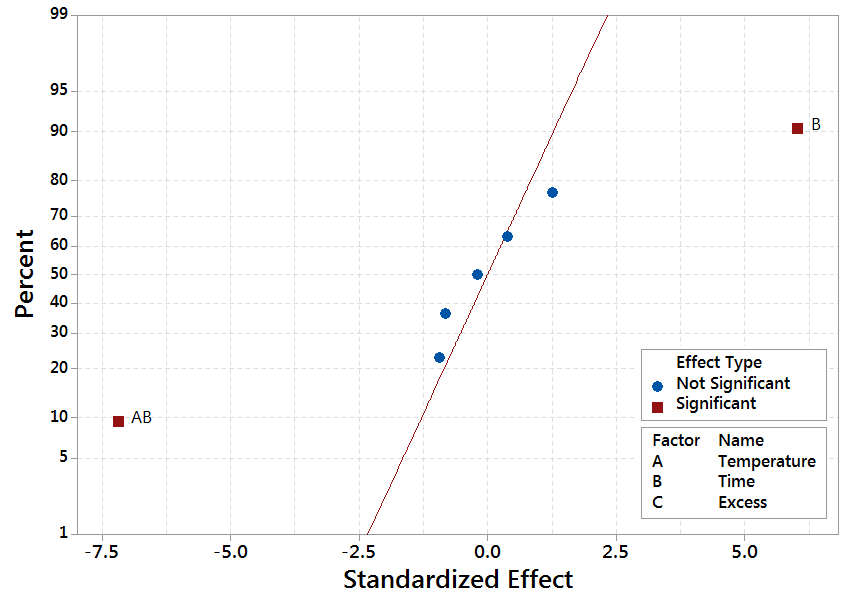 99
95
90
80
70
60
50
40
30
20
10
5
1
Percent
B
AB
Effect Type
Not Significant
Significant
Factor Name
A Temperature
B Time
C Excess
-7.5 -5.0 -2.5 0.0 2.5 5.0
Standardized Effect